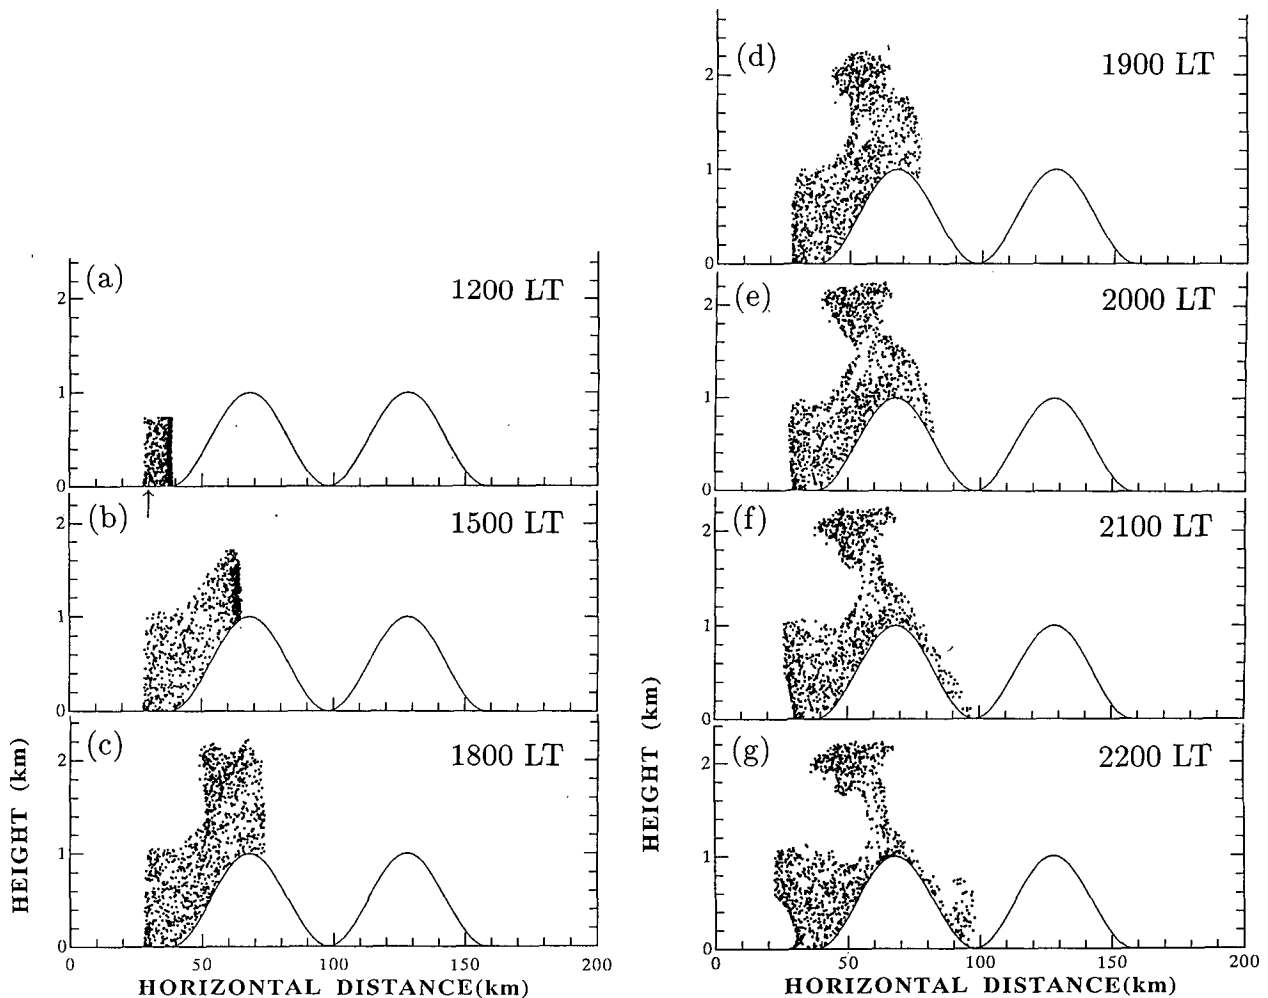 (a)
1200 LT
2
1
0
(b)
1500 LT
2
1
0
(c)
1800 LT
2
1
0
0 50 100 150 200
HORIZONTAL DISTANCE(km)
HEIGHT (km)
(d)
1900 LT
2
1
0
(e)
2000 LT
2
1
0
(f)
2100 LT
2
1
0
(g)
2200 LT
2
1
0
0 50 100 150 200
HORIZONTAL DISTANCE(km)
HEIGHT (km)